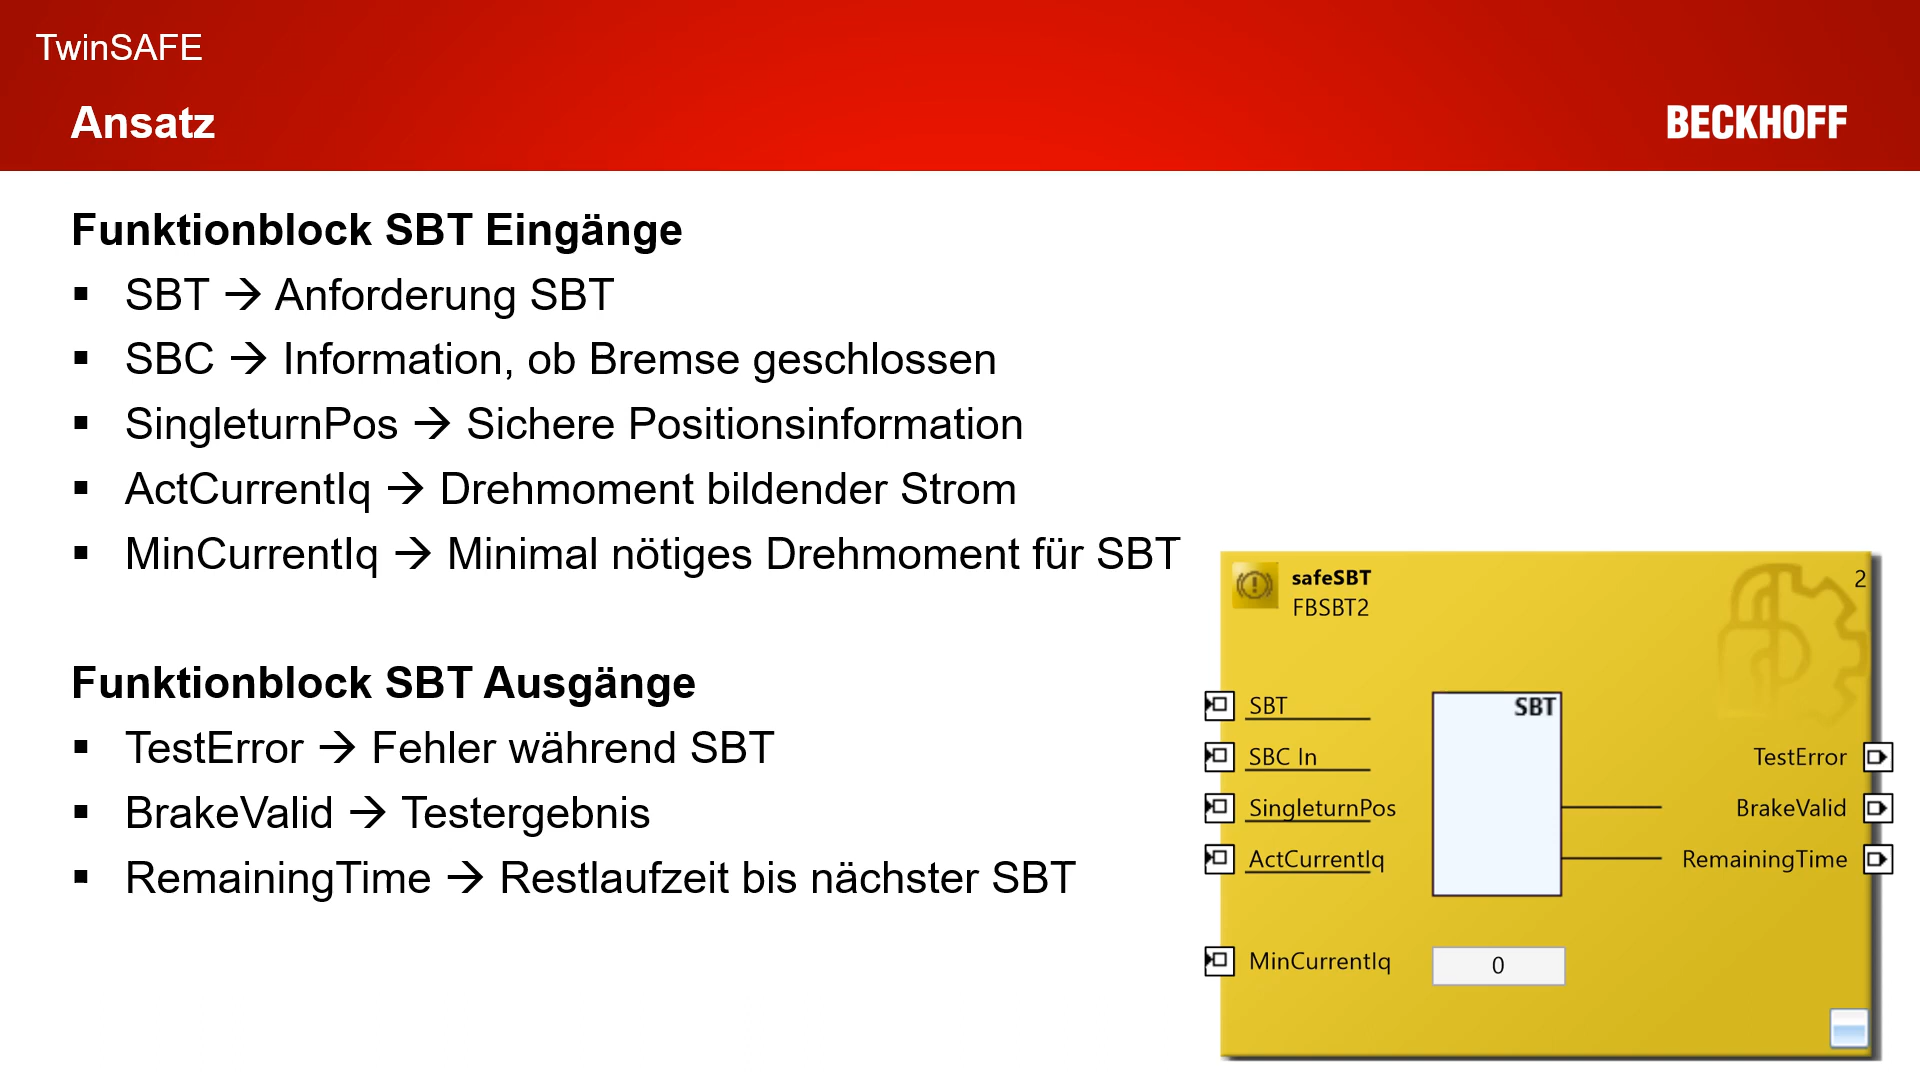 TwinSAFE
Ansatz
BECKHOFF
Funktionblock SBT Eingänge
▪ SBT → Anforderung SBT
▪ SBC → Information, ob Bremse geschlossen
▪ SingleturnPos → Sichere Positionsinformation
▪ ActCurrentIq → Drehmoment bildender Strom
▪ MinCurrentIq → Minimal nötiges Drehmoment für SBT
Funktionblock SBT Ausgänge
▪ TestError → Fehler während SBT
▪ BrakeValid → Testergebnis
▪ RemainingTime → Restlaufzeit bis nächster SBT
safeSBT
2
FBSBT2
SBT
SBT
SBC In
TestError
SingleturnPos
BrakeValid
ActCurrentIq
RemainingTime
MinCurrentIq
0